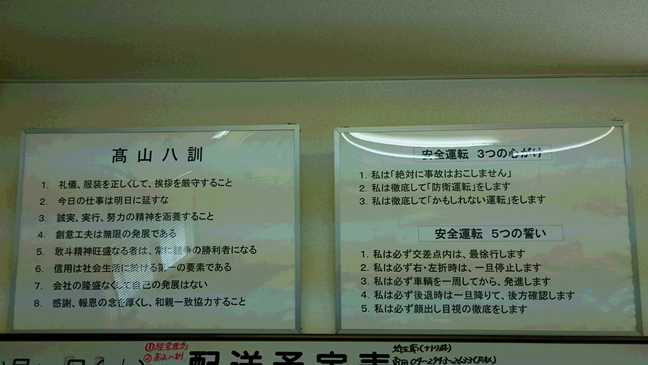 髙山八訓
1. 礼儀、服装を正しくして、挨拶を厳守すること
2. 今日の仕事は明日に延すな
3. 誠実、実行、努力の精神を涵養すること
4. 創意工夫は無限の発展である
5. 敢斗精神旺盛なる者は、常に競争の勝利者になる
6. 信用は社会生活に於ける第一の要素である
7. 会社の隆盛なくして自己の発展はない
8. 感謝、報恩の念を厚くし、和親一致協力すること
安全運転 3つの心がけ
1. 私は「絶対に事故はおこしません」
2. 私は徹底して「防衛運転」をします
3. 私は徹底して「かもしれない運転」をします
安全運転 5つの誓い
1. 私は必ず交差点内は、最徐行します
2. 私は必ず右・左折時は、一旦停止します
3. 私は必ず車輌を一周してから、発進します
4. 私は必ず後退時は一旦降りて、後方確認します
5. 私は必ず顔出し目視の徹底をします
①経営理念
②髙山八訓
配送予定表